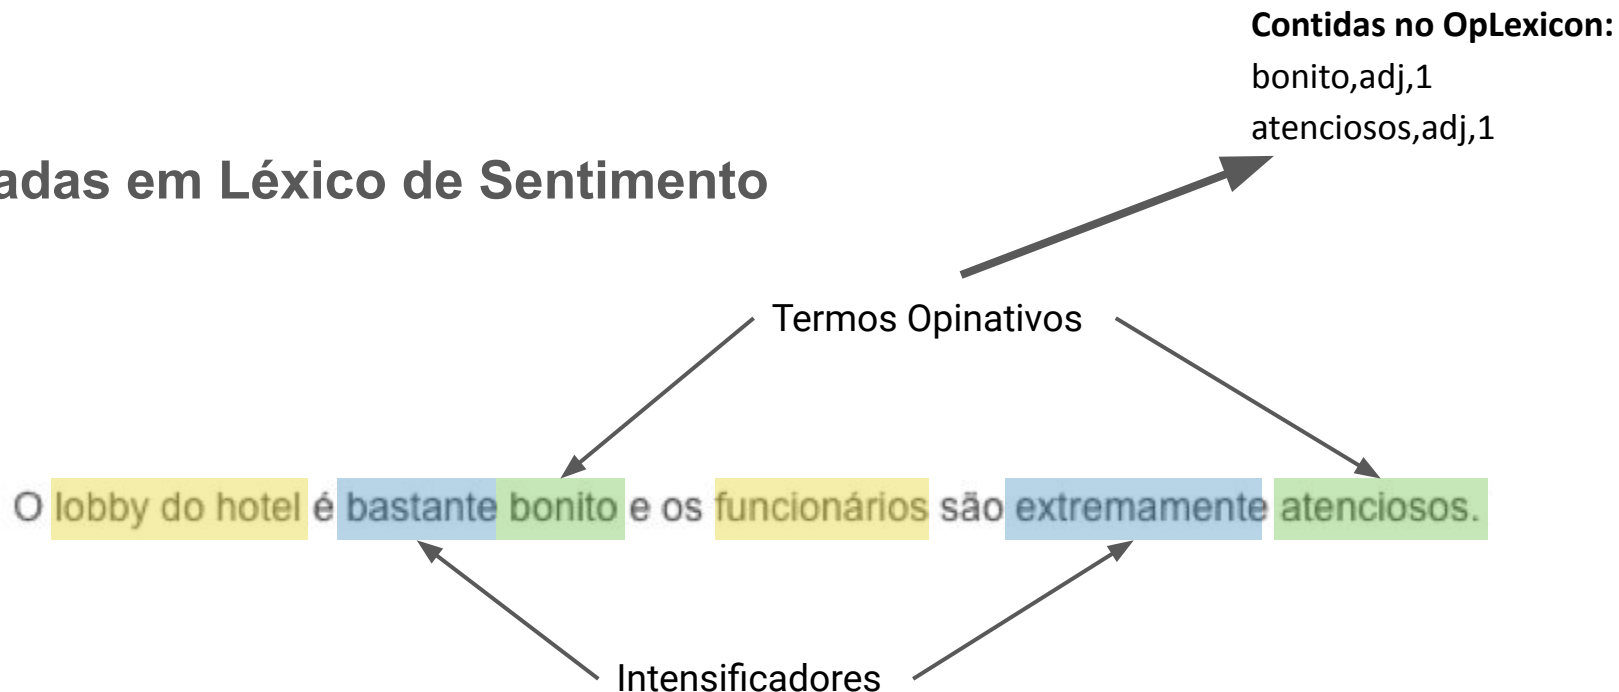 Contidas no OpLexicon:
bonito,adj,1
atenciosos,adj,1
adas em Léxico de Sentimento
Termos Opinativos
O lobby do hotel é bastante bonito e os funcionários são extremamente atenciosos.
Intensificadores